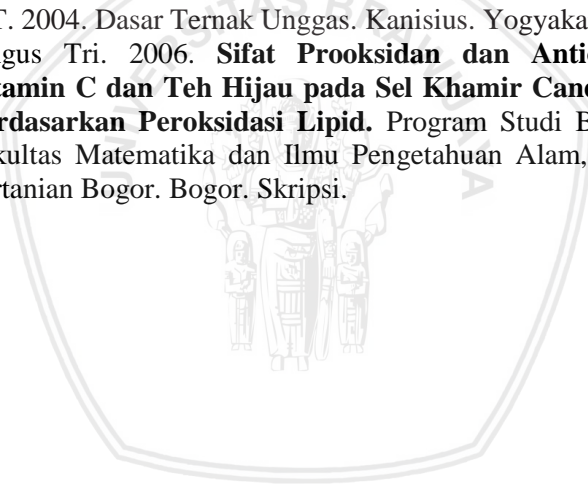 T. 2004. Dasar Ternak Unggas. Kanisius. Yogyaka
gus Tri. 2006. Sifat Prooksidan dan Antic
tamin C dan Teh Hijau pada Sel Khamir Cand
rdasarkan Peroksidasi Lipid. Program Studi B
kultas Matematika dan Ilmu Pengetahuan Alam,
rtanian Bogor. Bogor. Skripsi.